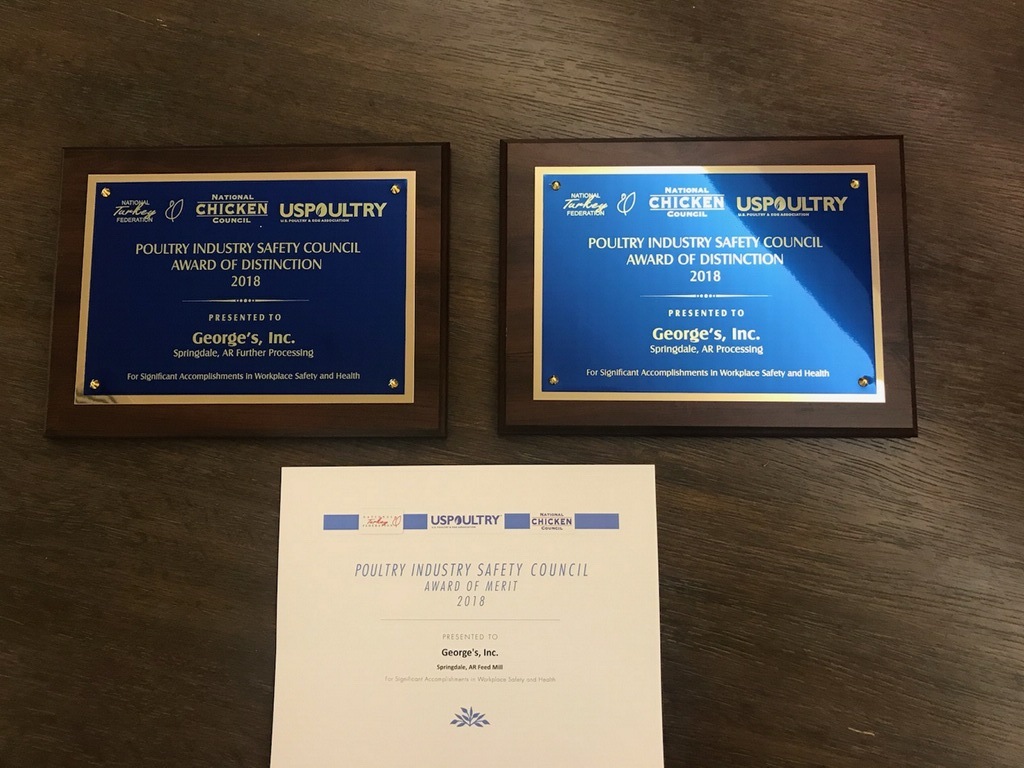 NATIONAL
Turkey
FEDERATION
NATIONAL
CHICKEN
COUNCIL
USPOULTRY
U.S. POULTRY & EGG ASSOCIATION
POULTRY INDUSTRY SAFETY COUNCIL
AWARD OF DISTINCTION
2018
PRESENTED TO
George's, Inc.
Springdale, AR Further Processing
For Significant Accomplishments in Workplace Safety and Health
NATIONAL
Turkey
FEDERATION
NATIONAL
CHICKEN
COUNCIL
USPOULTRY
U.S. POULTRY & EGG ASSOCIATION
POULTRY INDUSTRY SAFETY COUNCIL
AWARD OF DISTINCTION
2018
PRESENTED TO
George's, Inc.
Springdale, AR Processing
For Significant Accomplishments in Workplace Safety and Health
Turkey
USPOULTRY
NATIONAL
CHICKEN
COUNCIL
POULTRY INDUSTRY SAFETY COUNCIL
AWARD OF MERIT
2018
PRESENTED TO
George's, Inc.
Springdale, AR Feed Mill
For Significant Accomplishments in Workplace Safety and Health